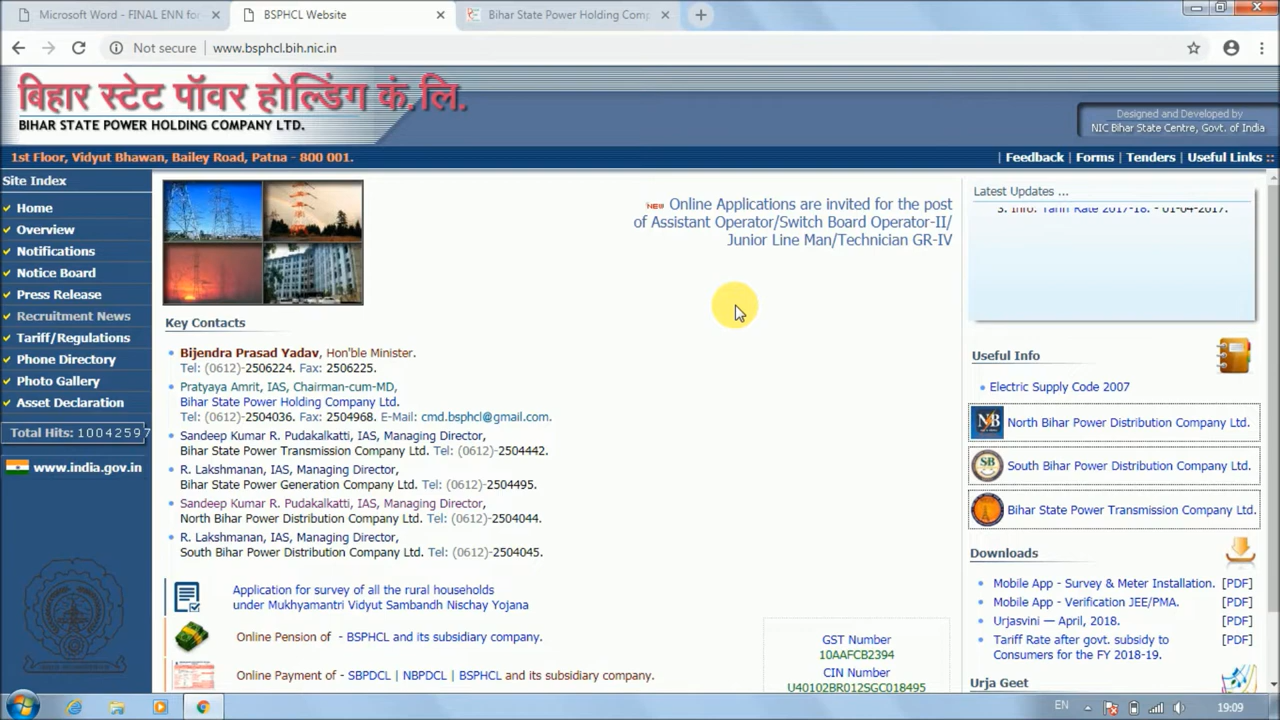 Microsoft Word - FINAL ENN for
BSPHCL Website
Bihar State Power Holding Comp
Not secure
www.bsphcl.bih.nic.in
बिहार स्टेट पॉवर होल्डिंग कं.लि.
BIHAR STATE POWER HOLDING COMPANY LTD.
Designed and Developed by
NIC Bihar State Centre, Govt. of India
1st Floor, Vidyut Bhawan, Bailey Road, Patna - 800 001.
| Feedback | Forms | Tenders | Useful Links ::
Site Index
Home
Overview
Notifications
Notice Board
Press Release
Recruitment News
Tariff/Regulations
Phone Directory
Photo Gallery
Asset Declaration
Total Hits: 10042597
www.india.gov.in
NEW Online Applications are invited for the post
of Assistant Operator/Switch Board Operator-II/
Junior Line Man/Technician GR-IV
Key Contacts
Bijendra Prasad Yadav, Hon'ble Minister.
Tel: (0612)-2506224. Fax: 2506225.
Pratyaya Amrit, IAS, Chairman-cum-MD,
Bihar State Power Holding Company Ltd.
Tel: (0612)-2504036. Fax: 2504968. E-Mail: cmd.bsphcl@gmail.com.
Sandeep Kumar R. Pudakalkatti, IAS, Managing Director,
Bihar State Power Transmission Company Ltd. Tel: (0612)-2504442.
R. Lakshmanan, IAS, Managing Director,
Bihar State Power Generation Company Ltd, Tel: (0612)-2504495.
Sandeep Kumar R. Pudakalkatti, IAS, Managing Director,
North Bihar Power Distribution Company Ltd. Tel: (0612)-2504044.
R. Lakshmanan, IAS, Managing Director,
South Bihar Power Distribution Company Ltd. Tel: (0612)-2504045.
Application for survey of all the rural households
under Mukhyamantri Vidyut Sambandh Nischay Yojana
Online Pension of - BSPHCL and its subsidiary company.
Online Payment of - SBPDCL | NBPDCL | BSPHCL and its subsidiary company.
GST Number
10AAFCB2394
CIN Number
U40102BR012SGC018495
Latest Updates ...
3. Info. Tariff Rate 2017-18. - 01-04-2017.
Useful Info
Electric Supply Code 2007
North Bihar Power Distribution Company Ltd.
South Bihar Power Distribution Company Ltd.
Bihar State Power Transmission Company Ltd.
Downloads
Mobile App - Survey & Meter Installation. [PDF]
Mobile App - Verification JEE/PMA. [PDF]
Urjasvini — April, 2018. [PDF]
Tariff Rate after govt. subsidy to [PDF]
Consumers for the FY 2018-19.
Urja Geet
EN
19:09